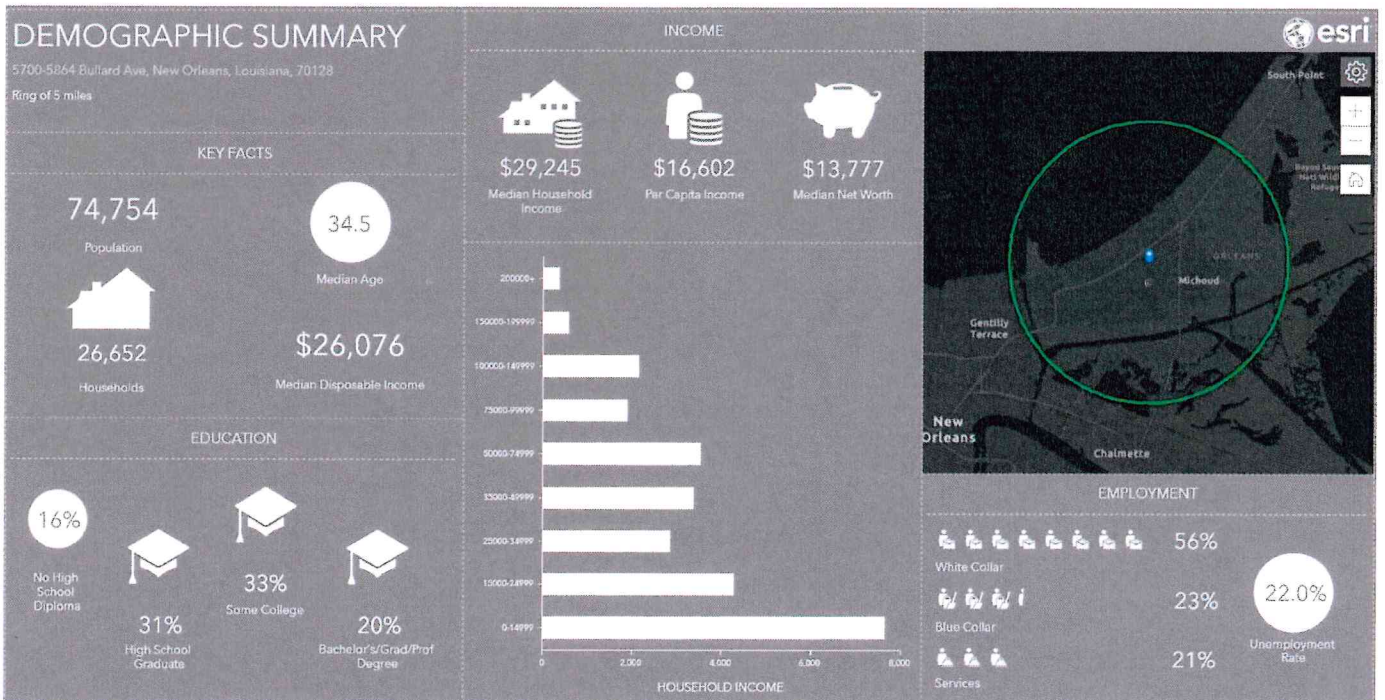 DEMOGRAPHIC SUMMARY
5700-5864 Bullard Ave, New Orleans, Louisiana, 70128
Ring of 5 miles
KEY FACTS
74,754
Population
34.5
Median Age
26,652
Households
$26,076
Median Disposable Income
EDUCATION
16%
No High
School
Diploma
31%
High School
Graduate
33%
Some College
20%
Bachelor's/Grad/Prof
Degree
INCOME
$29,245
Median Household
Income
$16,602
Per Capita Income
$13,777
Median Net Worth
200000+
150000-199999
100000-149999
75000-99999
50000-74999
35000-49999
25000-34999
15000-24999
0-14999
0
2,000
4,000
6,000
8,000
HOUSEHOLD INCOME
esri
South Point
Refuge
ORLEANS
Michoud
Gentilly
Terrace
New
Orleans
Chalmette
EMPLOYMENT
56%
White Collar
23%
Blue Collar
21%
Services
22.0%
Unemployment
Rate